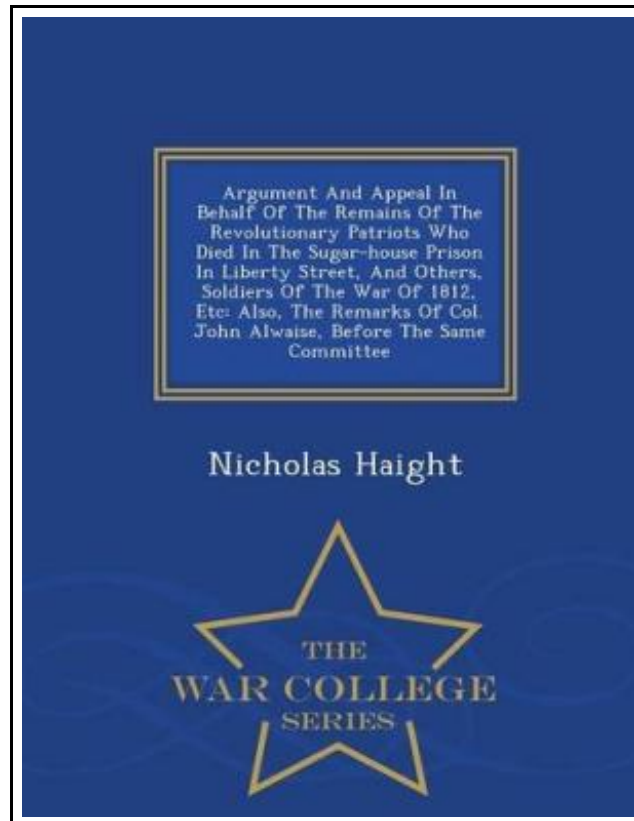 Argument And Appeal In
Behalf Of The Remains Of The
Revolutionary Patriots Who
Died In The Sugar-house Prison
In Liberty Street, And Others,
Soldiers Of The War Of 1812,
Etc: Also, The Remarks Of Col.
John Alwaise, Before The Same
Committee
Nicholas Haight
THE
WAR COLLEGE
SERIES